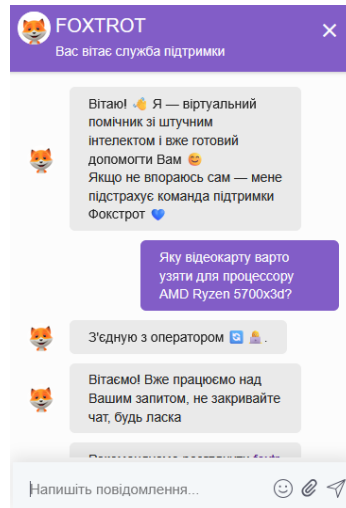 FOXTROT
Вас вітає служба підтримки
Вітаю! Я — віртуальний
помічник зі штучним
інтелектом і вже готовий
допомогти Вам
Якщо не впораюсь сам — мене
підстрахує команда підтримки
Фокстрот
Яку відеокарту варто
узяти для процессору
AMD Ryzen 5700x3d?
З'єдную з оператором .
Вітаємо! Вже працюємо над
Вашим запитом, не закривайте
чат, будь ласка
Напишіть повідомлення...